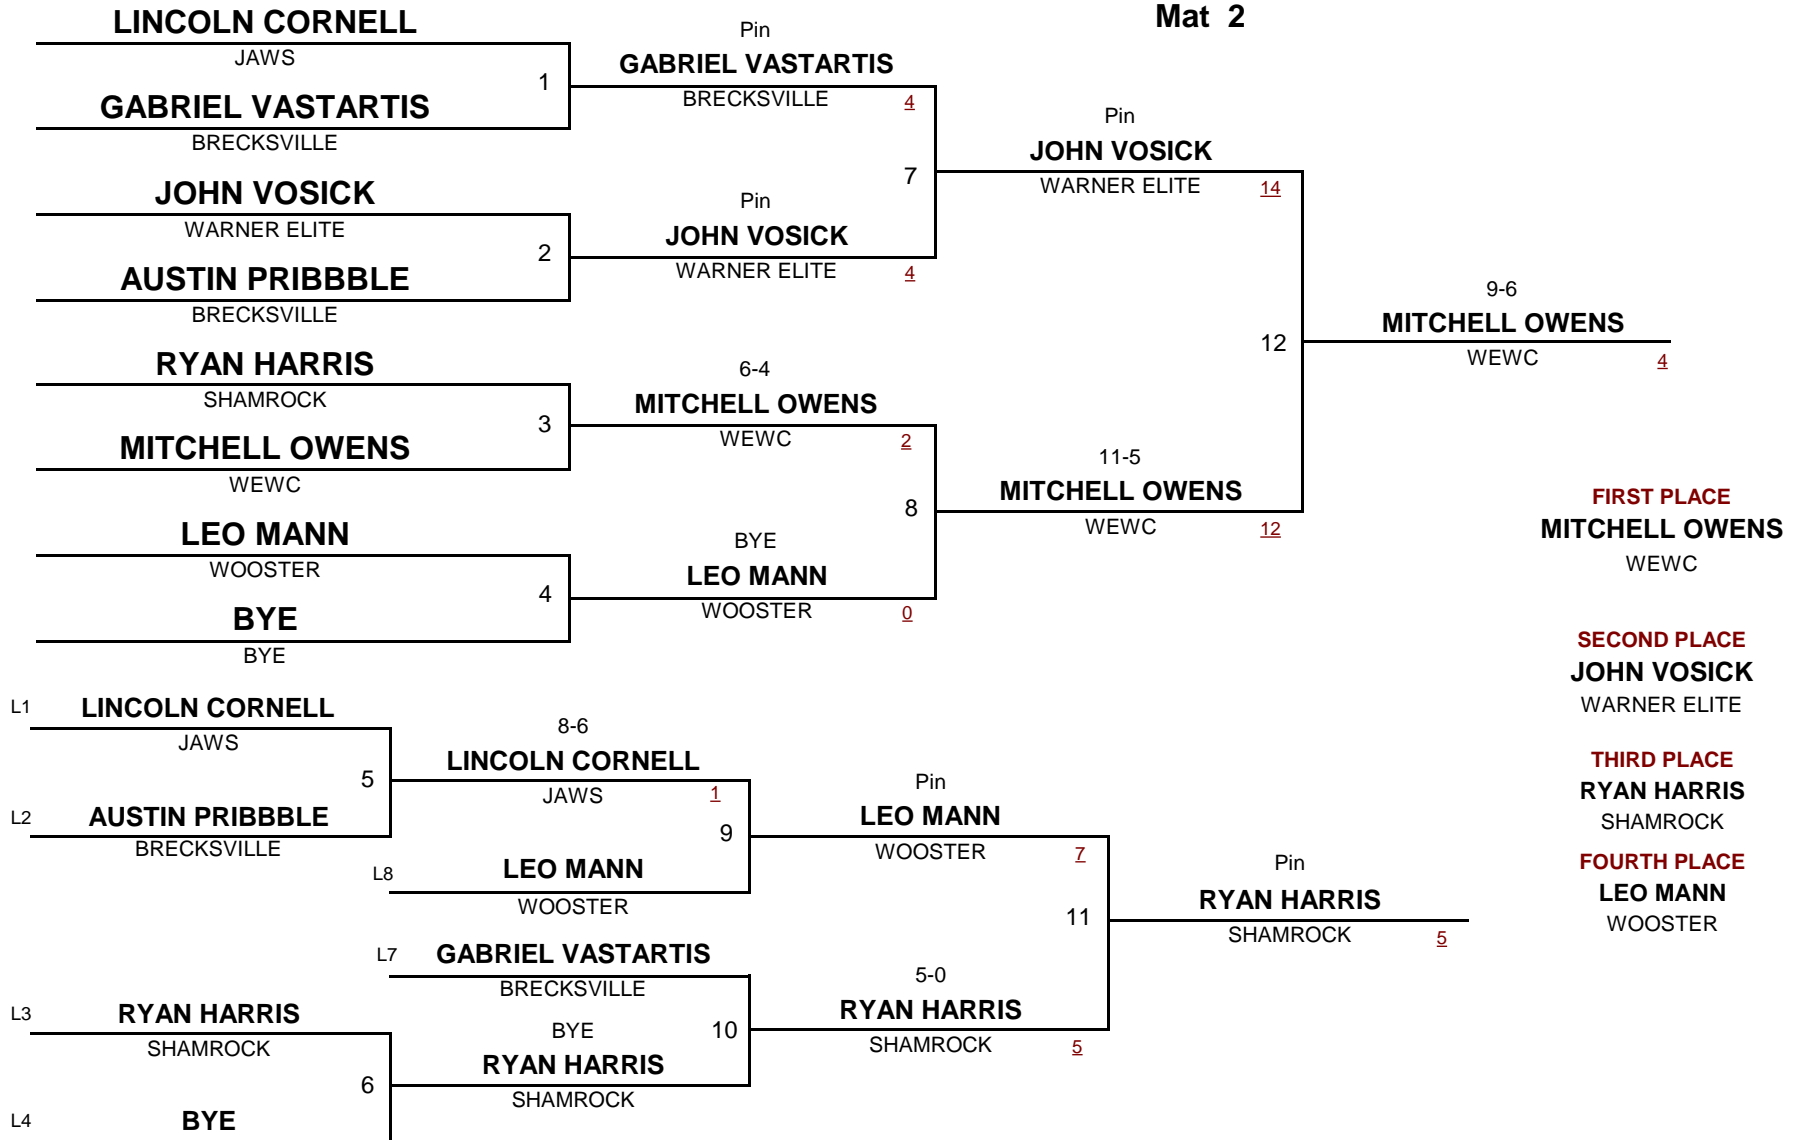 Mat 2
LINCOLN CORNELL
JAWS
1
GABRIEL VASTARTIS
BRECKSVILLE
JOHN VOSICK
WARNER ELITE
2
AUSTIN PRIBBBLE
BRECKSVILLE
RYAN HARRIS
SHAMROCK
3
MITCHELL OWENS
WEWC
LEO MANN
WOOSTER
4
BYE
BYE
Pin
GABRIEL VASTARTIS
BRECKSVILLE 4
7
Pin
JOHN VOSICK
WARNER ELITE 4
6-4
MITCHELL OWENS
WEWC 2
8
BYE
LEO MANN
WOOSTER 0
Pin
JOHN VOSICK
WARNER ELITE 14
12
11-5
MITCHELL OWENS
WEWC 12
9-6
MITCHELL OWENS
WEWC 4
FIRST PLACE
MITCHELL OWENS
WEWC
SECOND PLACE
JOHN VOSICK
WARNER ELITE
THIRD PLACE
RYAN HARRIS
SHAMROCK
FOURTH PLACE
LEO MANN
WOOSTER
L1 LINCOLN CORNELL
JAWS
5
L2 AUSTIN PRIBBBLE
BRECKSVILLE
L3 RYAN HARRIS
SHAMROCK
6
L4 BYE
8-6
LINCOLN CORNELL
JAWS 1
9
L8 LEO MANN
WOOSTER
L7 GABRIEL VASTARTIS
BRECKSVILLE
10
BYE
RYAN HARRIS
SHAMROCK
Pin
LEO MANN
WOOSTER 7
11
5-0
RYAN HARRIS
SHAMROCK 5
Pin
RYAN HARRIS
SHAMROCK 5